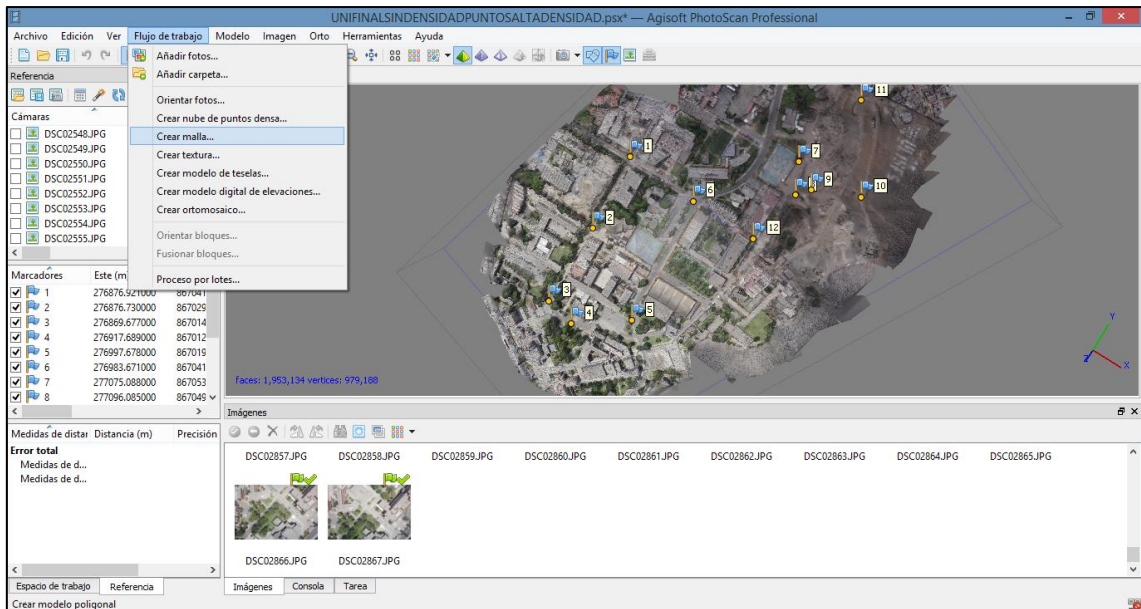 UNIFINALSINDENSIDADPUNTOSALTADENSIDAD.psx* — Agisoft PhotoScan Professional
Archivo Edición Ver Flujo de trabajo Modelo Imagen Orto Herramientas Ayuda
Añadir fotos...
Añadir carpeta...
Orientar fotos...
Crear nube de puntos densa...
Crear malla...
Crear textura...
Crear modelo de teselas...
Crear modelo digital de elevaciones...
Crear ortomosaico...
Orientar bloques...
Fusionar bloques...
Proceso por lotes...
Referencia
Cámaras
DSC02548.JPG
DSC02549.JPG
DSC02550.JPG
DSC02551.JPG
DSC02552.JPG
DSC02553.JPG
DSC02554.JPG
DSC02555.JPG
Marcadores Este (m)
1 276876.921000 867041
2 276876.730000 867029
3 276869.677000 867014
4 276917.689000 867012
5 276997.678000 867019
6 276983.671000 867041
7 277075.088000 867053
8 277096.085000 867049
Medidas de distar Distancia (m) Precisión
Error total
Medidas de d...
Medidas de d...
Espacio de trabajo Referencia
Crear modelo poligonal
11
1
7
9
10
6
2
12
3
4
5
Y
Z
X
faces: 1,953,134 vertices: 979,188
Imágenes
DSC02857.JPG DSC02858.JPG DSC02859.JPG DSC02860.JPG DSC02861.JPG DSC02862.JPG DSC02863.JPG DSC02864.JPG DSC02865.JPG
DSC02866.JPG DSC02867.JPG
Imágenes Consola Tarea